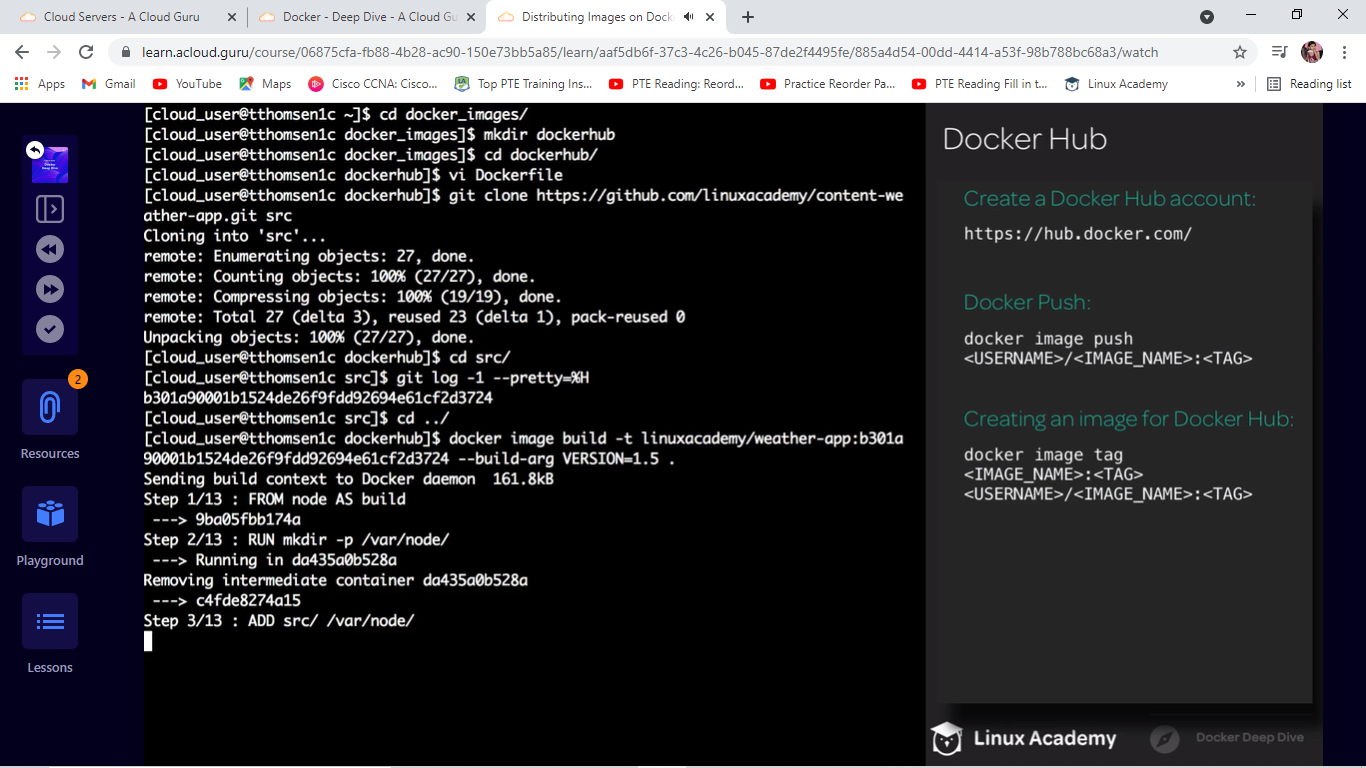 Cloud Servers - A Cloud Guru
Docker - Deep Dive - A Cloud Gu
Distributing Images on Dock
learn.acloud.guru/course/06875cfa-fb88-4b28-ac90-150e73bb5a85/learn/aaf5db6f-37c3-4c26-b045-87de2f4495fe/885a4d54-00dd-4414-a53f-98b788bc68a3/watch
Apps
Gmail
YouTube
Maps
Cisco CCNA: Cisco...
Top PTE Training Ins...
PTE Reading: Reord...
Practice Reorder Pa...
PTE Reading Fill in t...
Linux Academy
»
Reading list
2
Resources
Playground
Lessons
[cloud_user@tthomsen1c ~]$ cd docker_images/
[cloud_user@tthomsen1c docker_images]$ mkdir dockerhub
[cloud_user@tthomsen1c docker_images]$ cd dockerhub/
[cloud_user@tthomsen1c dockerhub]$ vi Dockerfile
[cloud_user@tthomsen1c dockerhub]$ git clone https://github.com/linuxacademy/content-we
ather-app.git src
Cloning into 'src'...
remote: Enumerating objects: 27, done.
remote: Counting objects: 100% (27/27), done.
remote: Compressing objects: 100% (19/19), done.
remote: Total 27 (delta 3), reused 23 (delta 1), pack-reused 0
Unpacking objects: 100% (27/27), done.
[cloud_user@tthomsen1c dockerhub]$ cd src/
[cloud_user@tthomsen1c src]$ git log -1 --pretty=%H
b301a90001b1524de26f9fdd92694e61cf2d3724
[cloud_user@tthomsen1c src]$ cd ../
[cloud_user@tthomsen1c dockerhub]$ docker image build -t linuxacademy/weather-app:b301a
90001b1524de26f9fdd92694e61cf2d3724 --build-arg VERSION=1.5 .
Sending build context to Docker daemon  161.8kB
Step 1/13 : FROM node AS build
 ---> 9ba05fbb174a
Step 2/13 : RUN mkdir -p /var/node/
 ---> Running in da435a0b528a
Removing intermediate container da435a0b528a
 ---> c4fde8274a15
Step 3/13 : ADD src/ /var/node/
Docker Hub
Create a Docker Hub account:
https://hub.docker.com/
Docker Push:
docker image push
<USERNAME>/<IMAGE_NAME>:<TAG>
Creating an image for Docker Hub:
docker image tag
<IMAGE_NAME>:<TAG>
<USERNAME>/<IMAGE_NAME>:<TAG>
Linux Academy
Docker Deep Dive